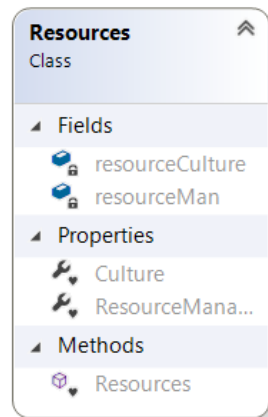 Resources
Class
Fields
resourceCulture
resourceMan
Properties
Culture
ResourceMana...
Methods
Resources